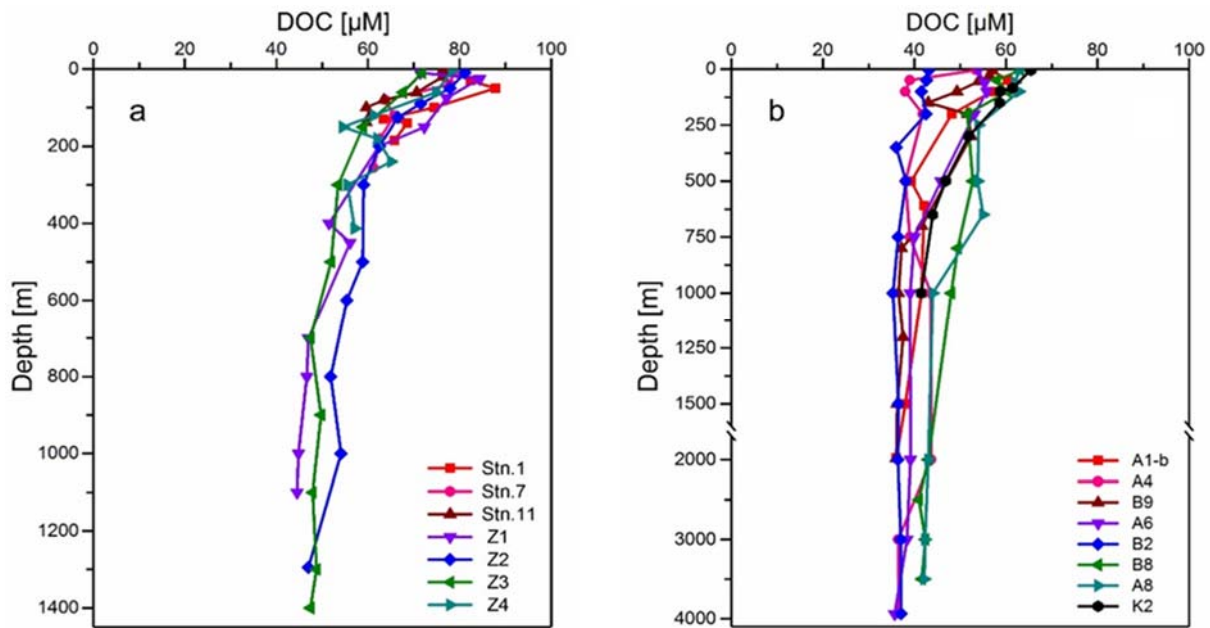 DOC [µM]
0 20 40 60 80 100
a
Depth [m]
0
200
400
600
800
1000
1200
1400
Stn.1
Stn.7
Stn.11
Z1
Z2
Z3
Z4
DOC [µM]
0 20 40 60 80 100
b
Depth [m]
0
250
500
750
1000
1250
1500
2000
3000
4000
A1-b
A4
B9
A6
B2
B8
A8
K2